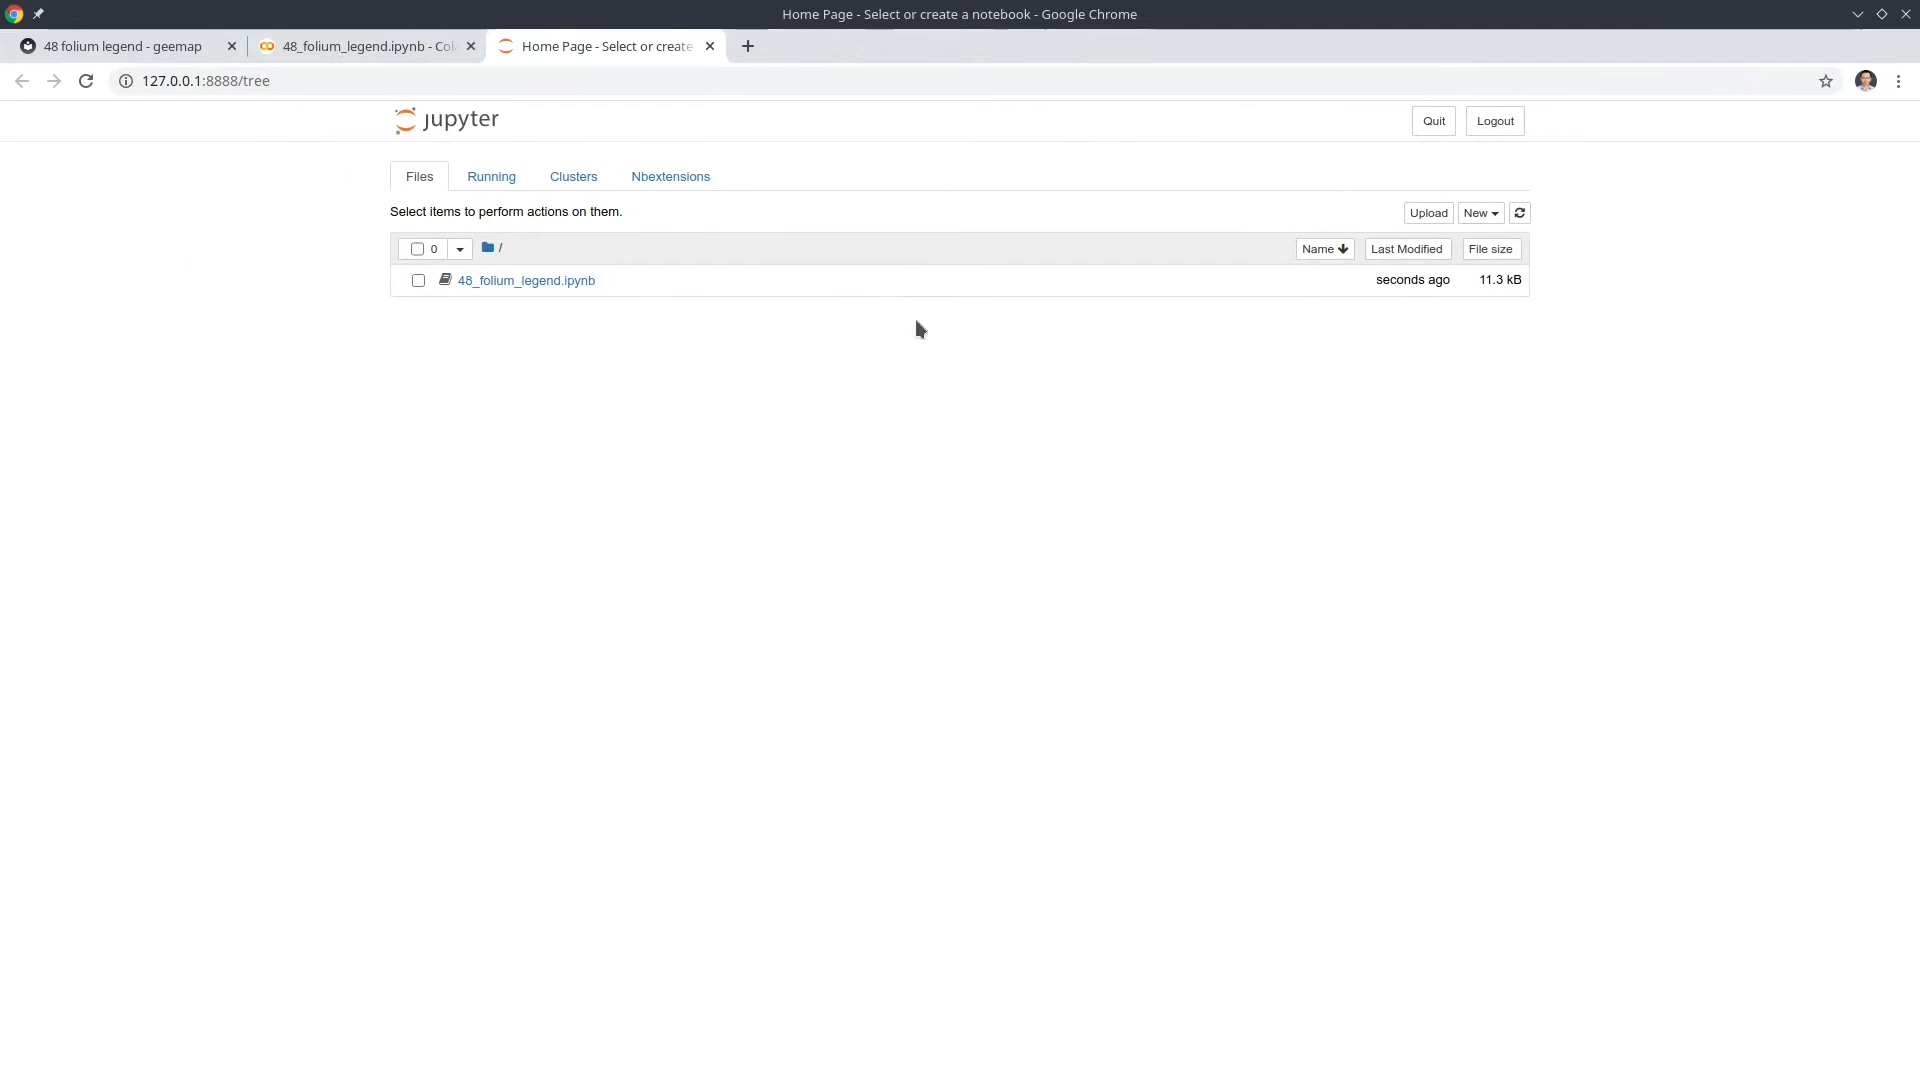 Home Page - Select or create a notebook - Google Chrome
48 folium legend - geemap
48_folium_legend.ipynb - Col
Home Page - Select or create
127.0.0.1:8888/tree
jupyter
Quit
Logout
Files
Running
Clusters
Nbextensions
Select items to perform actions on them.
Upload
New
0
/
Name
Last Modified
File size
48_folium_legend.ipynb
seconds ago
11.3 kB